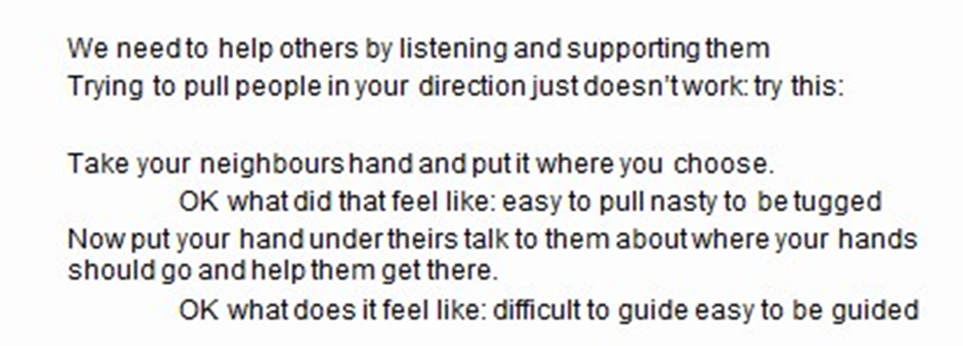 We need to help others by listening and supporting them
Trying to pull people in your direction just doesn't work: try this:
Take your neighbours hand and put it where you choose.
OK what did that feel like: easy to pull nasty to be tugged
Now put your hand under theirs talk to them about where your hands
should go and help them get there.
OK what does it feel like: difficult to guide easy to be guided